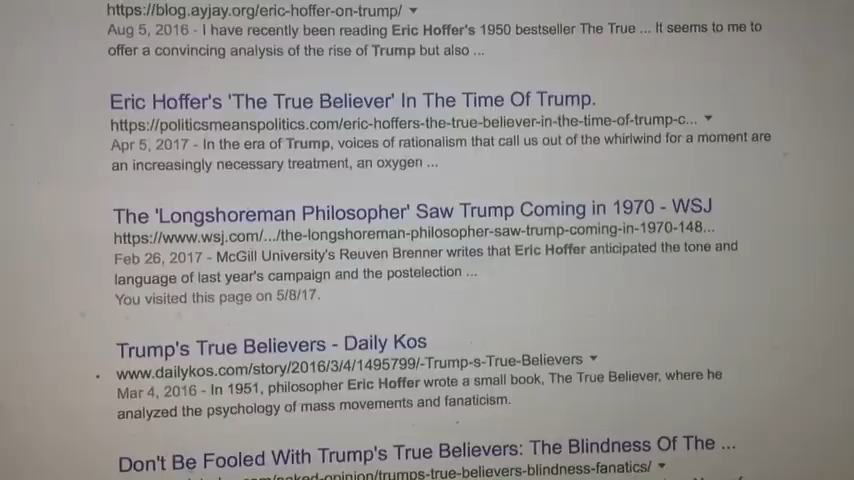 https://blog.ayjay.org/eric-hoffer-on-trump/
Aug 5, 2016 - I have recently been reading Eric Hoffer's 1950 bestseller The True ... It seems to me to
offer a convincing analysis of the rise of Trump but also ...
Eric Hoffer's 'The True Believer' In The Time Of Trump.
https://politicsmeanspolitics.com/eric-hoffers-the-true-believer-in-the-time-of-trump-c...
Apr 5, 2017 - In the era of Trump, voices of rationalism that call us out of the whirlwind for a moment are
an increasingly necessary treatment, an oxygen ...
The 'Longshoreman Philosopher' Saw Trump Coming in 1970 - WSJ
https://www.wsj.com/.../the-longshoreman-philosopher-saw-trump-coming-in-1970-148...
Feb 26, 2017 - McGill University's Reuven Brenner writes that Eric Hoffer anticipated the tone and
language of last year's campaign and the postelection ...
You visited this page on 5/8/17.
Trump's True Believers - Daily Kos
www.dailykos.com/story/2016/3/4/1495799/-Trump-s-True-Believers
Mar 4, 2016 - In 1951, philosopher Eric Hoffer wrote a small book, The True Believer, where he
analyzed the psychology of mass movements and fanaticism.
Don't Be Fooled With Trump's True Believers: The Blindness Of The ...
opinion/trumps-true-believers-blindness-fanatics/